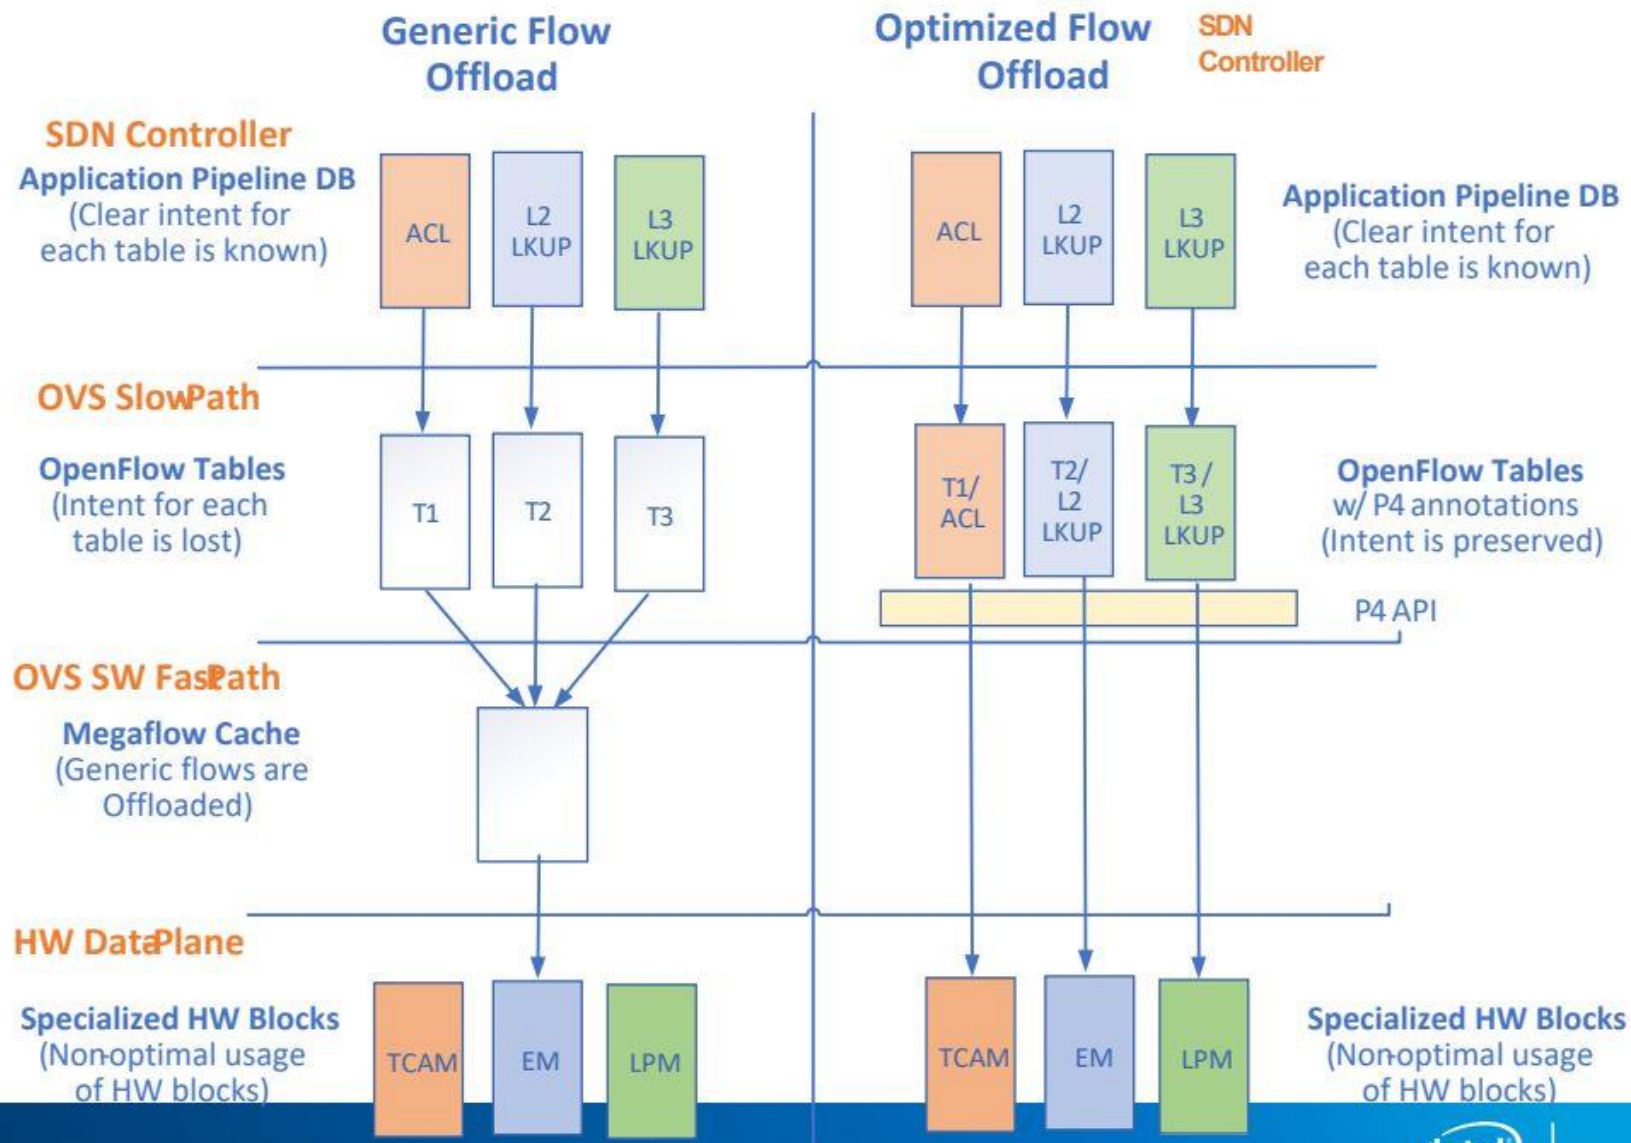 Generic Flow
Offload
Optimized Flow
Offload
SDN
Controller
SDN Controller
Application Pipeline DB
(Clear intent for
each table is known)
ACL
L2
LKUP
L3
LKUP
ACL
L2
LKUP
L3
LKUP
Application Pipeline DB
(Clear intent for
each table is known)
OVS SlowPath
OpenFlow Tables
(Intent for each
table is lost)
T1
T2
T3
T1/
ACL
T2/
L2
LKUP
T3 /
L3
LKUP
OpenFlow Tables
w/ P4 annotations
(Intent is preserved)
P4 API
OVS SW FastPath
Megaflow Cache
(Generic flows are
Offloaded)
HW DataPlane
Specialized HW Blocks
(Non-optimal usage
of HW blocks)
TCAM
EM
LPM
TCAM
EM
LPM
Specialized HW Blocks
(Non-optimal usage
of HW blocks)
intel